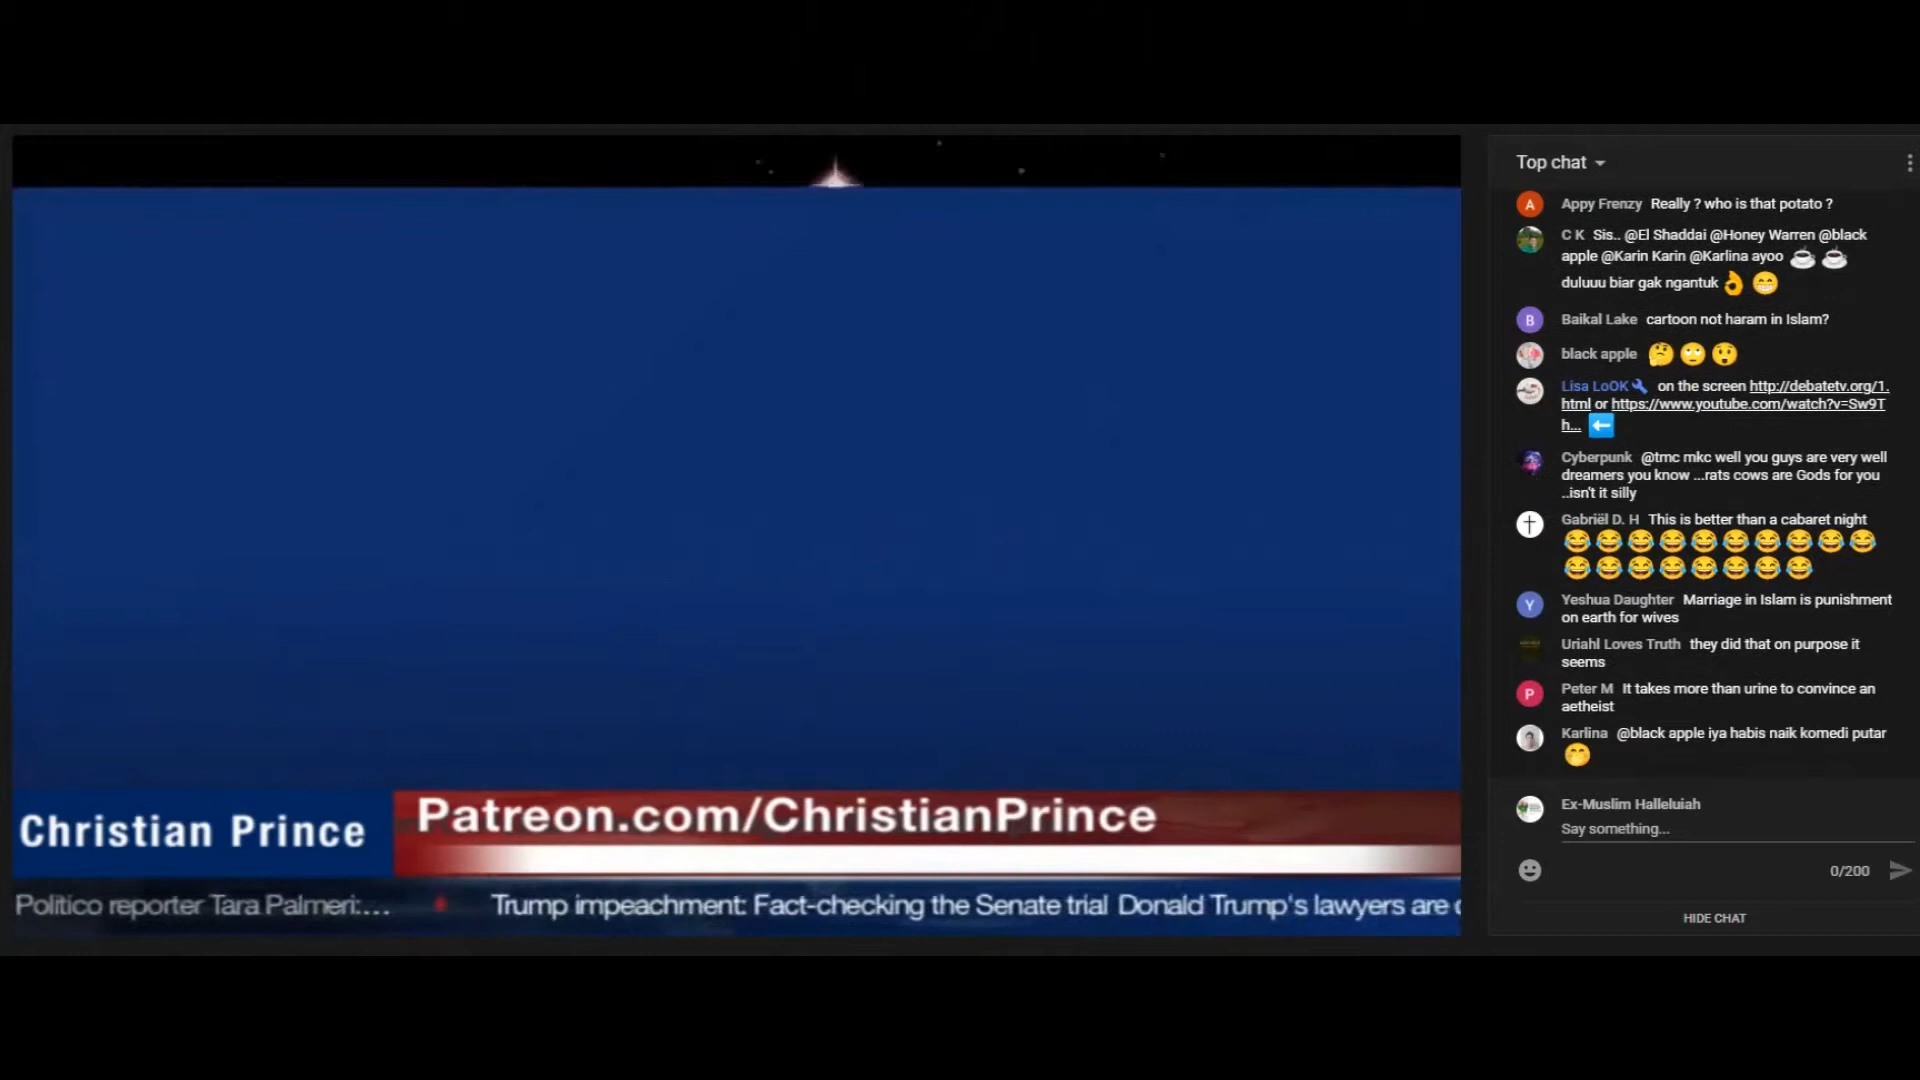 Top chat
A
Appy Frenzy Really ? who is that potato ?
C K Sis.. @El Shaddai @Honey Warren @black
apple @Karin Karin @Karlina ayoo ☕ ☕
duluuu biar gak ngantuk 👌 😁
B
Baikal Lake cartoon not haram in Islam?
black apple 🤔 🙄 😲
Lisa LoOK on the screen http://debatetv.org/1.
html or https://www.youtube.com/watch?v=Sw9T
h... ⬅
Cyberpunk @tmc mkc well you guys are very well
dreamers you know ...rats cows are Gods for you
..isn't it silly
Gabriël D. H This is better than a cabaret night
😂😂😂😂😂😂😂😂😂😂
😂😂😂😂😂😂😂😂
Y
Yeshua Daughter Marriage in Islam is punishment
on earth for wives
Uriahl Loves Truth they did that on purpose it
seems
P
Peter M It takes more than urine to convince an
aetheist
Karlina @black apple iya habis naik komedi putar
🤭
Ex-Muslim Halleluiah
Say something...
0/200
HIDE CHAT
Christian Prince
Patreon.com/ChristianPrince
Politico reporter Tara Palmeri:...
Trump impeachment: Fact-checking the Senate trial Donald Trump's lawyers are